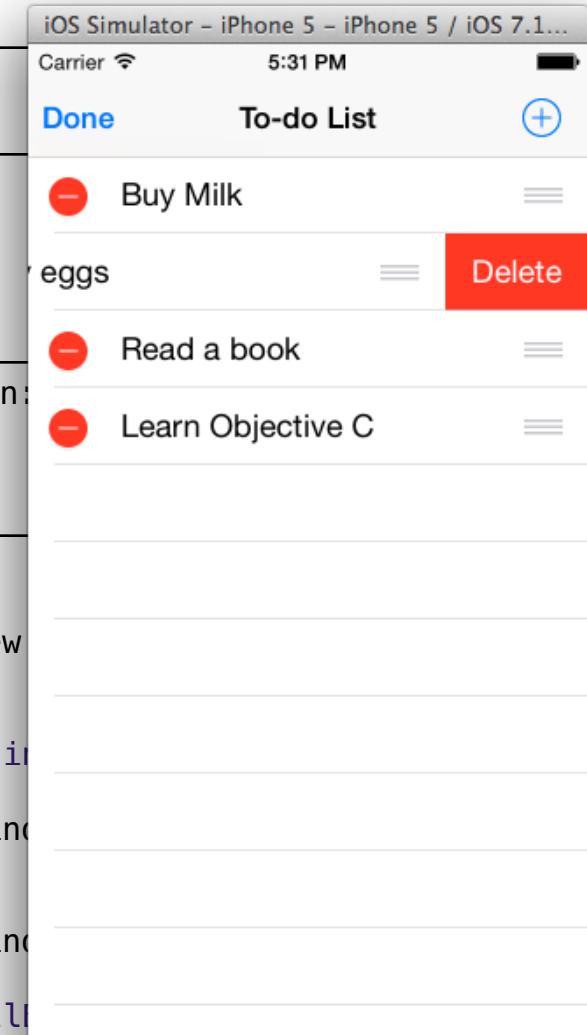 iOS Simulator – iPhone 5 – iPhone 5 / iOS 7.1...
Carrier 5:31 PM
Done To-do List
Buy Milk
eggs Delete
Read a book
n:
Learn Objective C
w